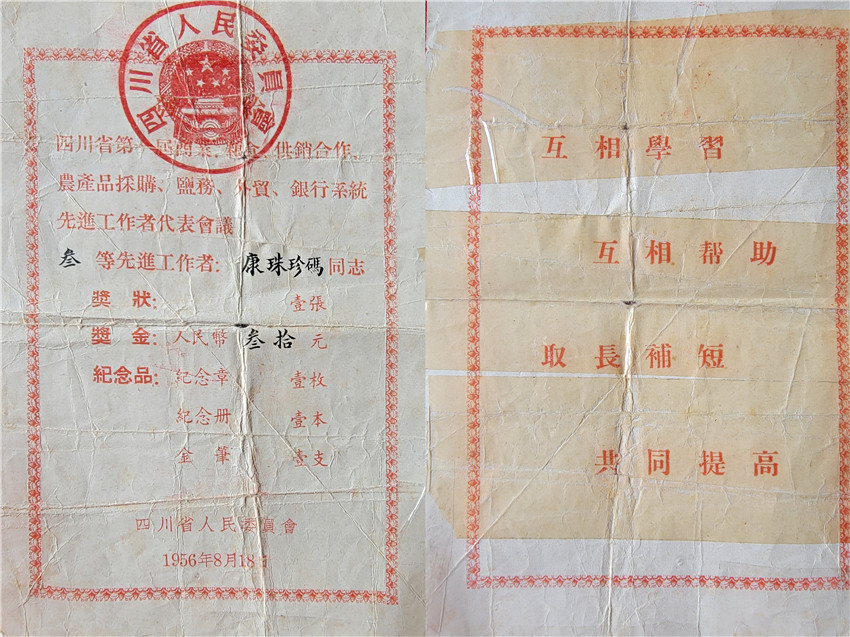 四川省人民委員會
四川省第一屆商業、糧食、供銷合作、
農產品採購、鹽務、外貿、銀行系統
先進工作者代表會議
叁 等先進工作者: 康珠珍碼 同志
獎狀 壹張
獎金: 人民幣 叁拾 元
紀念品: 紀念章 壹枚
紀念册 壹本
金筆 壹支
四川省人民委員會
1956年8月18日
互相學習
互相帮助
取長補短
共同提高